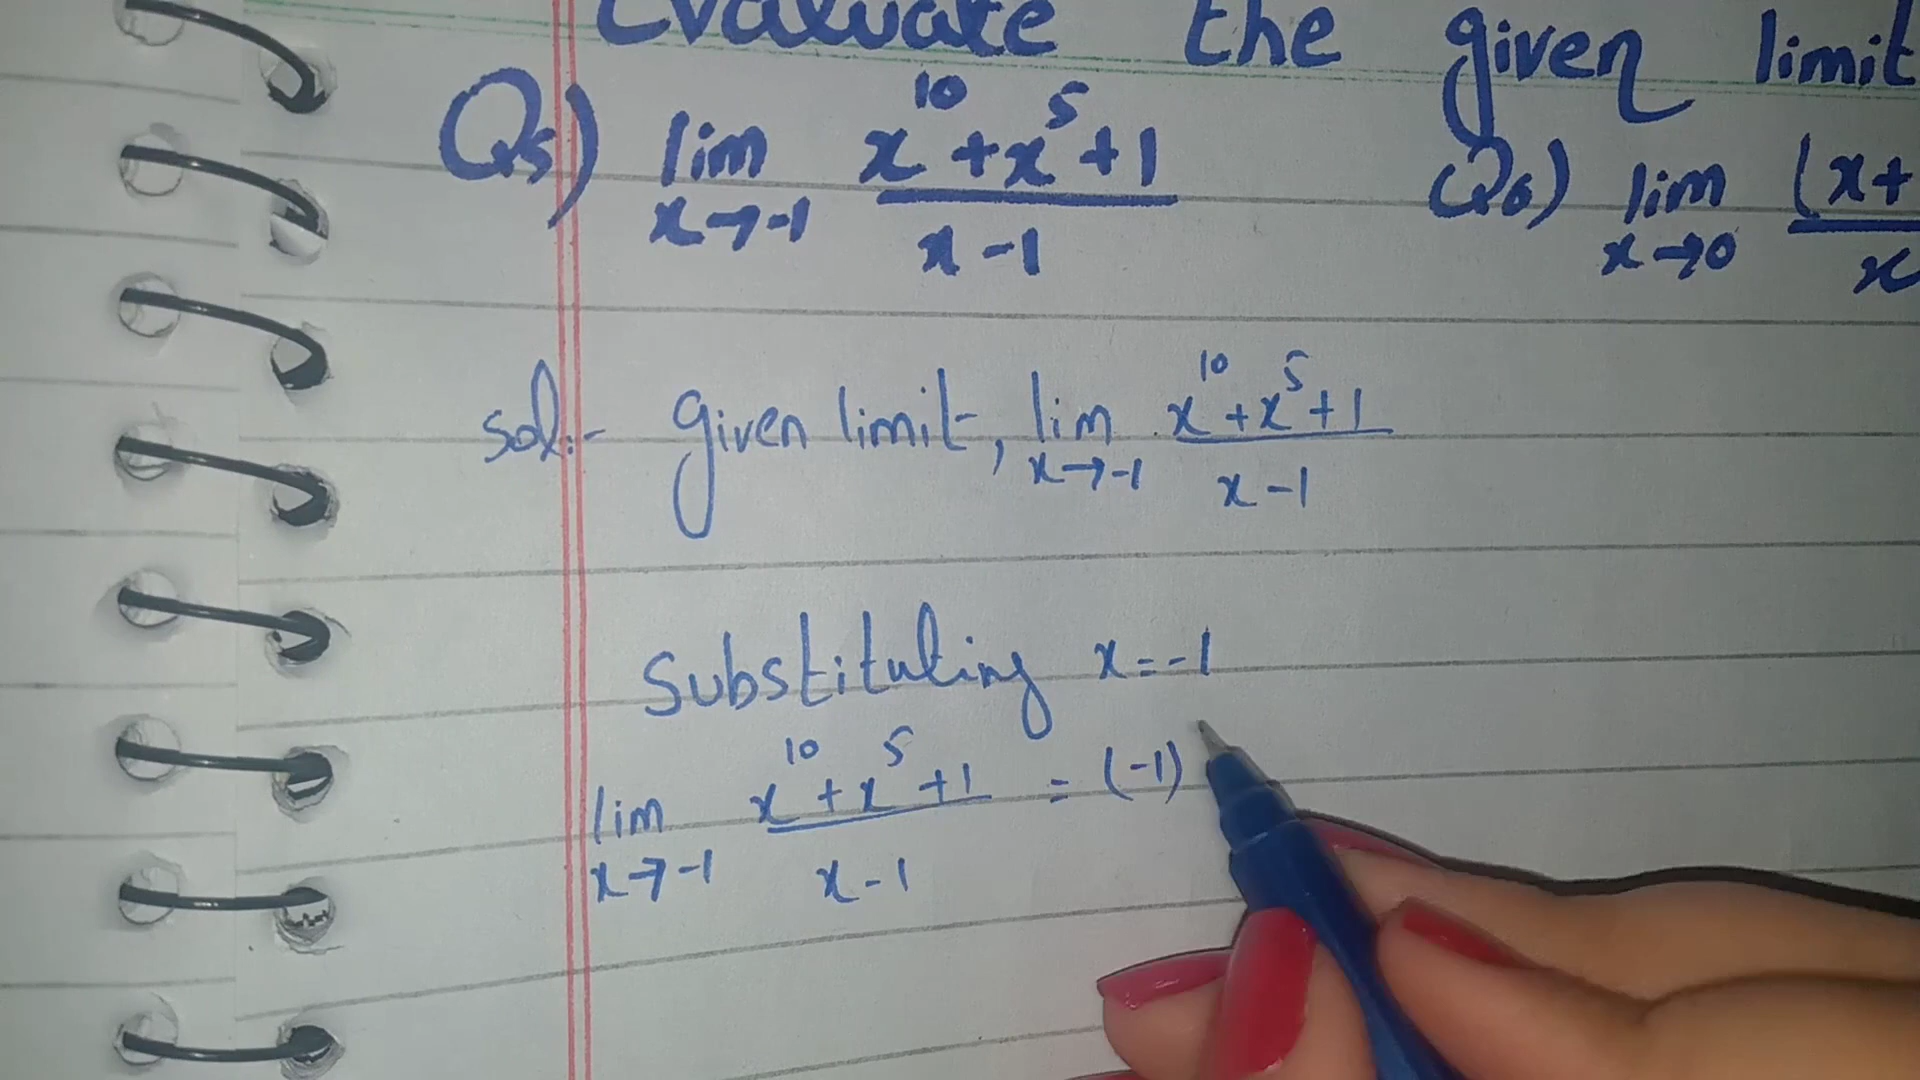 Evaluate the given limit
Q5) lim x→-1 x^10+x^5+1 / x-1
Q6) lim x→0 (x+ / x
Sol:- Given limit, lim x→-1 x^10+x^5+1 / x-1
Substituting x=-1
lim x→-1 x^10+x^5+1 / x-1 = (-1)